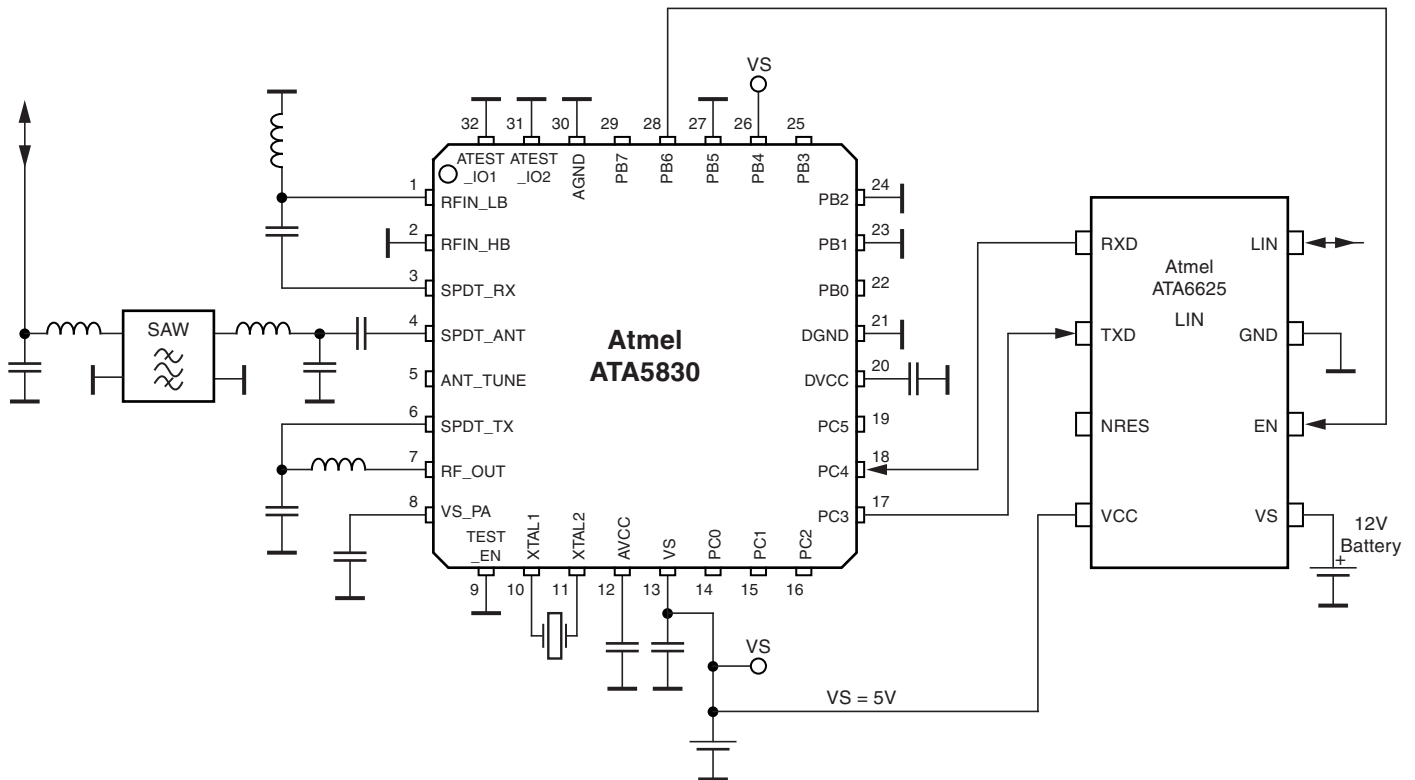 VS
32
31
30
29
28
27
26
25
ATEST
_IO1
ATEST
_IO2
AGND
PB7
PB6
PB5
PB4
PB3
1
RFIN_LB
2
RFIN_HB
3
SPDT_RX
4
SPDT_ANT
5
ANT_TUNE
6
SPDT_TX
7
RF_OUT
8
VS_PA
SAW
Atmel
ATA5830
24
PB2
23
PB1
22
PB0
21
DGND
20
DVCC
19
PC5
18
PC4
17
PC3
TEST
_EN
XTAL1
XTAL2
AVCC
VS
PC0
PC1
PC2
9
10
11
12
13
14
15
16
VS
VS = 5V
RXD
LIN
Atmel
ATA6625
LIN
TXD
GND
NRES
EN
VCC
VS
12V
Battery
+